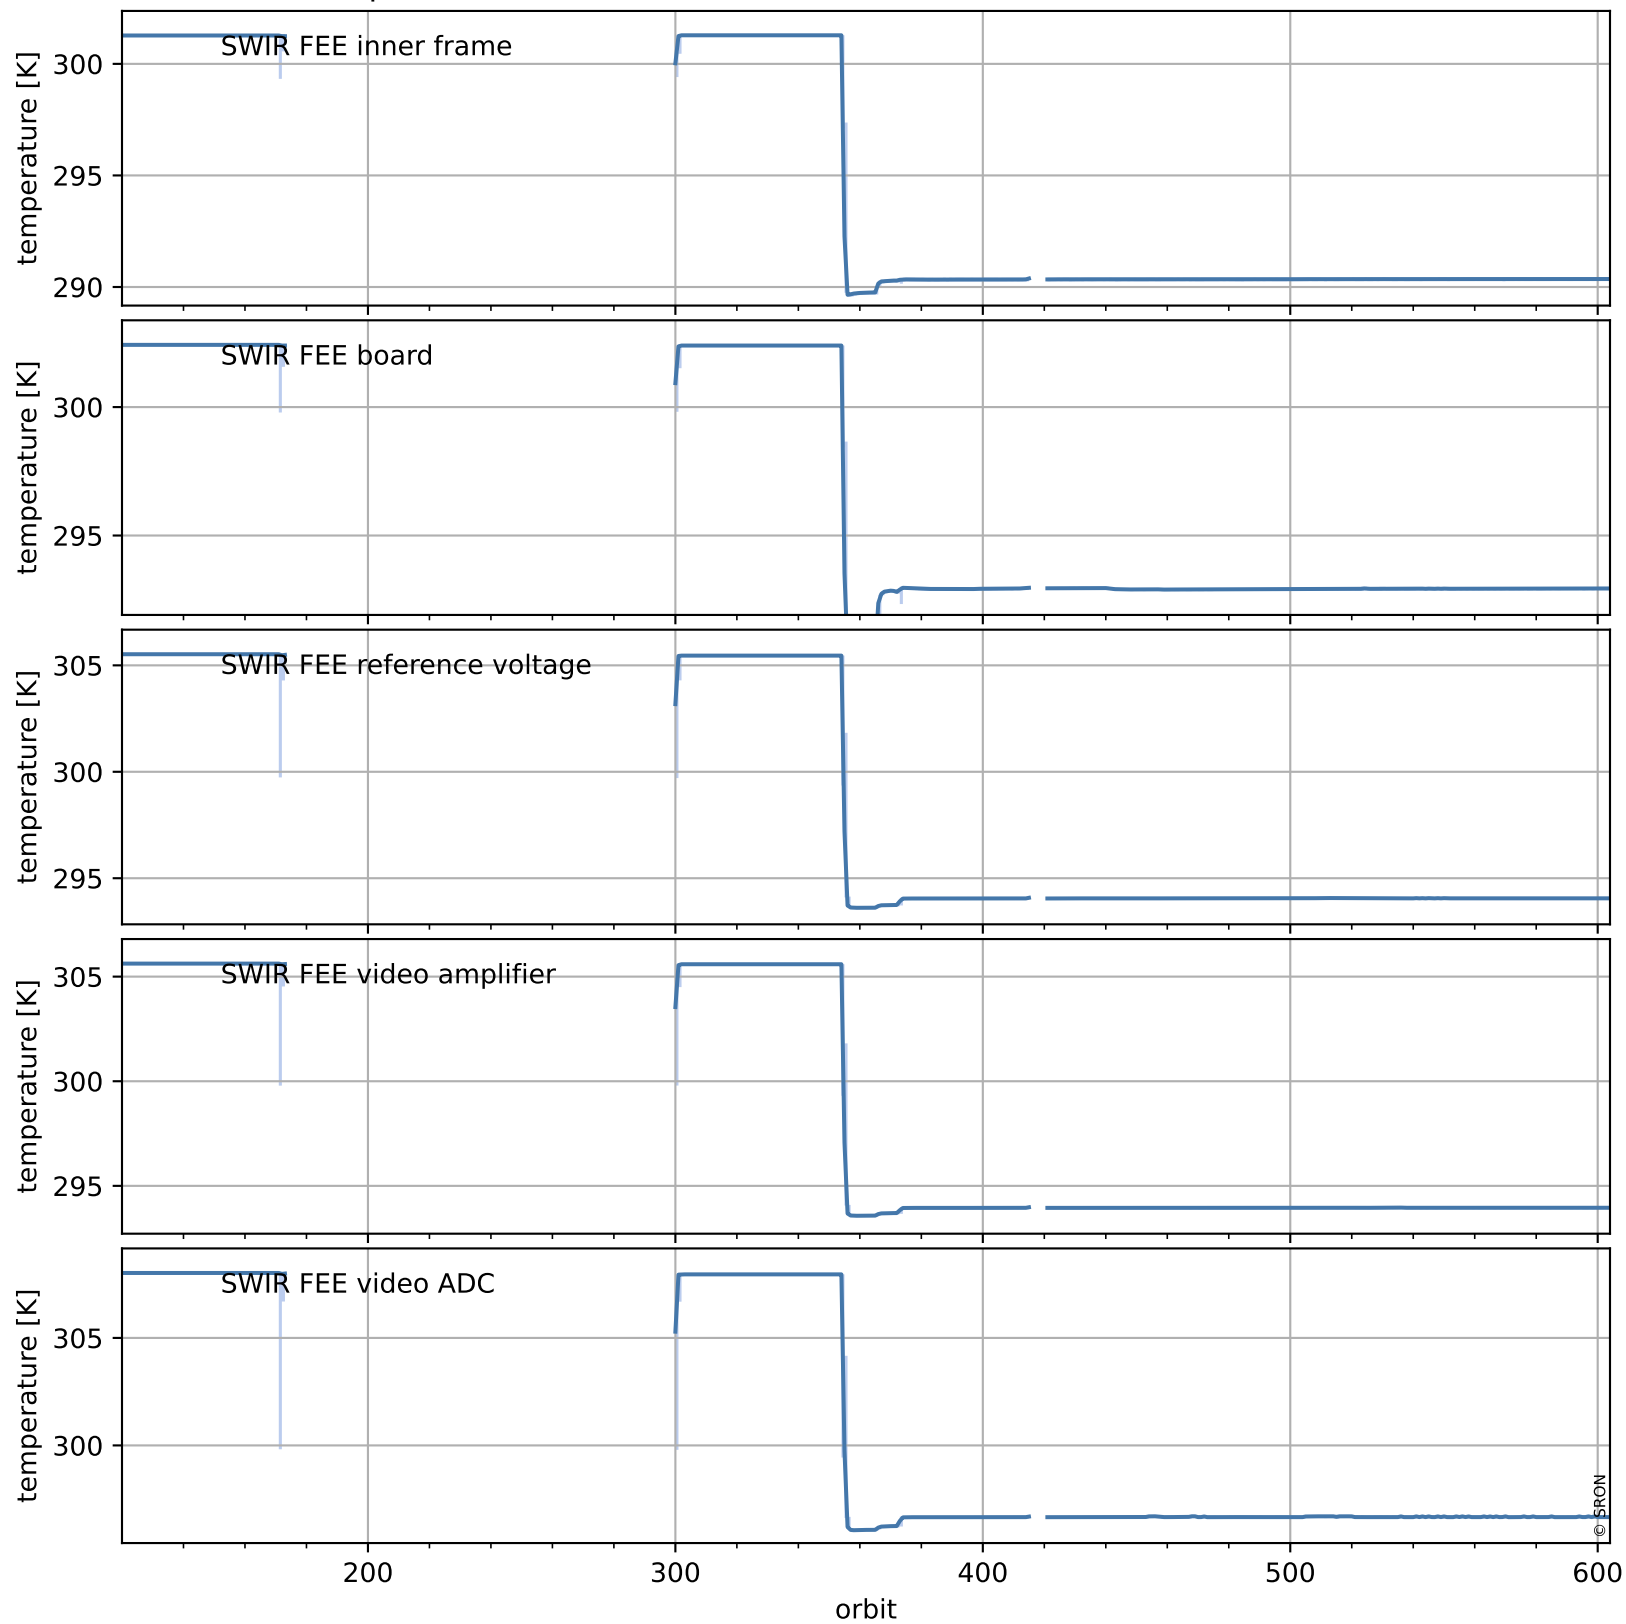 temperature [K]
300
295
290
SWIR FEE inner frame
temperature [K]
300
295
SWIR FEE board
temperature [K]
305
300
295
SWIR FEE reference voltage
temperature [K]
305
300
295
SWIR FEE video amplifier
temperature [K]
305
300
SWIR FEE video ADC
© SRON
200 300 400 500 600
orbit